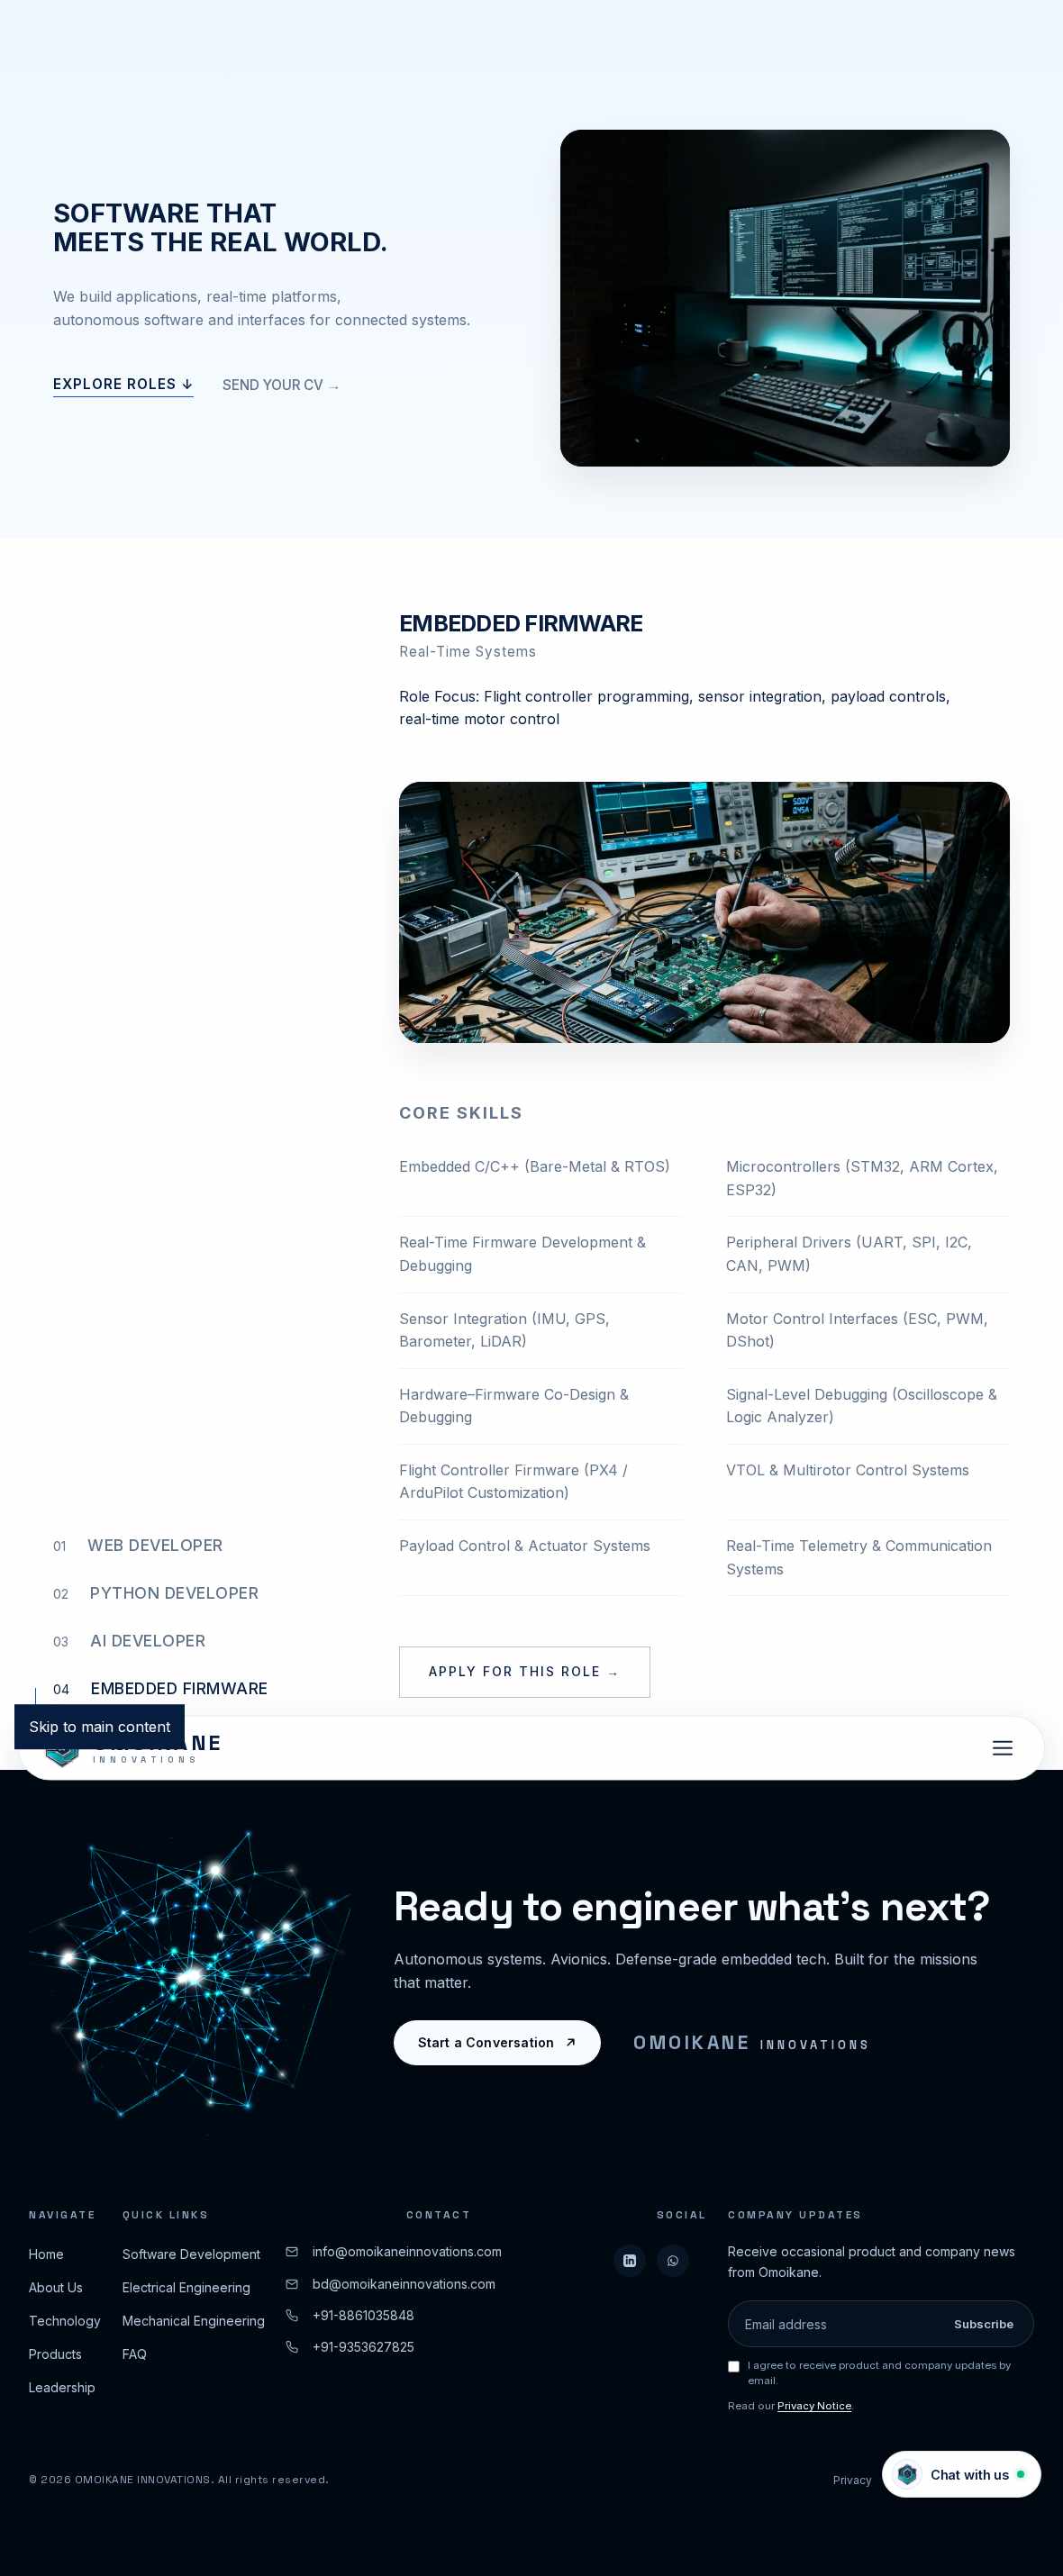 SOFTWARE THAT
MEETS THE REAL WORLD.
We build applications, real-time platforms,
autonomous software and interfaces for connected systems.
EXPLORE ROLES ↓
SEND YOUR CV →
EMBEDDED FIRMWARE
Real-Time Systems
Role Focus: Flight controller programming, sensor integration, payload controls,
real-time motor control
5.00V
0.45A
CORE SKILLS
Embedded C/C++ (Bare-Metal & RTOS)
Microcontrollers (STM32, ARM Cortex,
ESP32)
Real-Time Firmware Development &
Debugging
Peripheral Drivers (UART, SPI, I2C,
CAN, PWM)
Sensor Integration (IMU, GPS,
Barometer, LiDAR)
Motor Control Interfaces (ESC, PWM,
DShot)
Hardware–Firmware Co-Design &
Debugging
Signal-Level Debugging (Oscilloscope &
Logic Analyzer)
Flight Controller Firmware (PX4 /
ArduPilot Customization)
VTOL & Multirotor Control Systems
Payload Control & Actuator Systems
Real-Time Telemetry & Communication
Systems
01 WEB DEVELOPER
02 PYTHON DEVELOPER
03 AI DEVELOPER
04 EMBEDDED FIRMWARE
APPLY FOR THIS ROLE →
Skip to main content
INNOVATIONS
Ready to engineer what’s next?
Autonomous systems. Avionics. Defense-grade embedded tech. Built for the missions
that matter.
Start a Conversation ↗
OMOIKANE INNOVATIONS
NAVIGATE
Home
About Us
Technology
Products
Leadership
QUICK LINKS
Software Development
Electrical Engineering
Mechanical Engineering
FAQ
CONTACT
info@omoikaneinnovations.com
bd@omoikaneinnovations.com
+91-8861035848
+91-9353627825
SOCIAL
COMPANY UPDATES
Receive occasional product and company news
from Omoikane.
Email address
Subscribe
I agree to receive product and company updates by
email.
Read our Privacy Notice
© 2026 OMOIKANE INNOVATIONS. All rights reserved.
Privacy
Chat with us